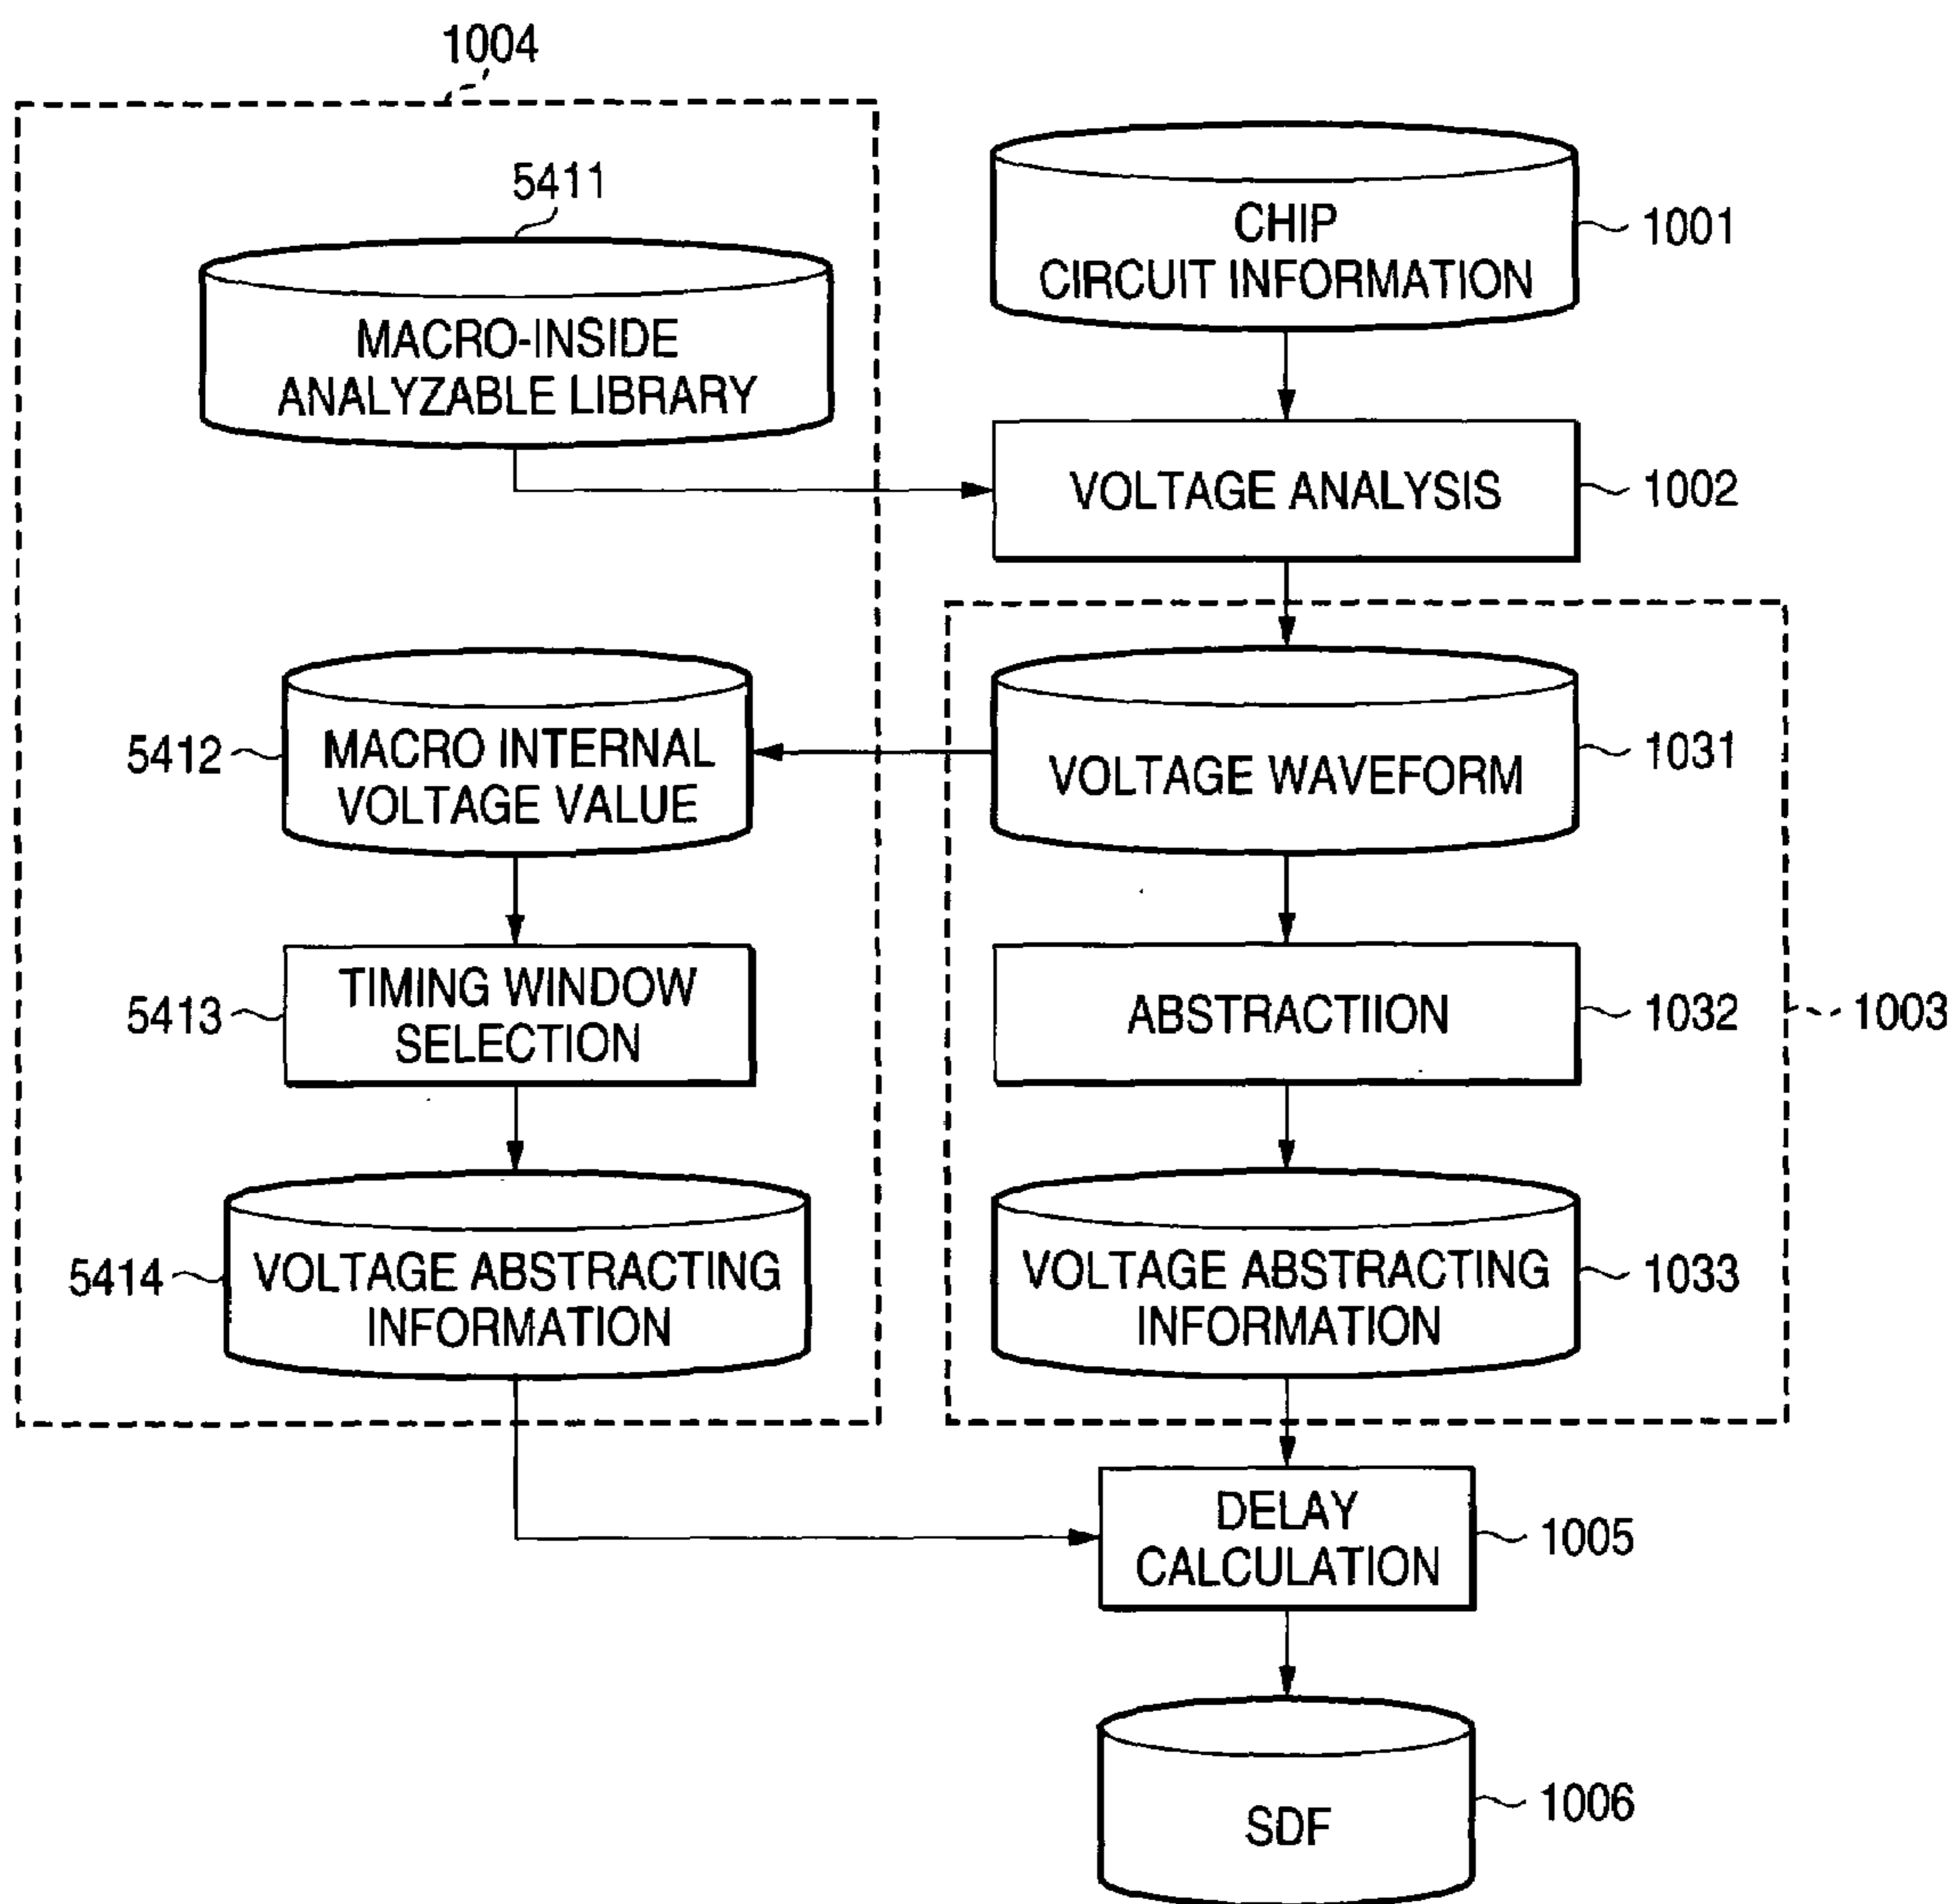 1004
5411
MACRO-INSIDE
ANALYZABLE LIBRARY
CHIP
CIRCUIT INFORMATION
1001
VOLTAGE ANALYSIS
1002
5412
MACRO INTERNAL
VOLTAGE VALUE
VOLTAGE WAVEFORM
1031
5413
TIMING WINDOW
SELECTION
ABSTRACTIION
1032
1003
5414
VOLTAGE ABSTRACTING
INFORMATION
VOLTAGE ABSTRACTING
INFORMATION
1033
DELAY
CALCULATION
1005
SDF
1006